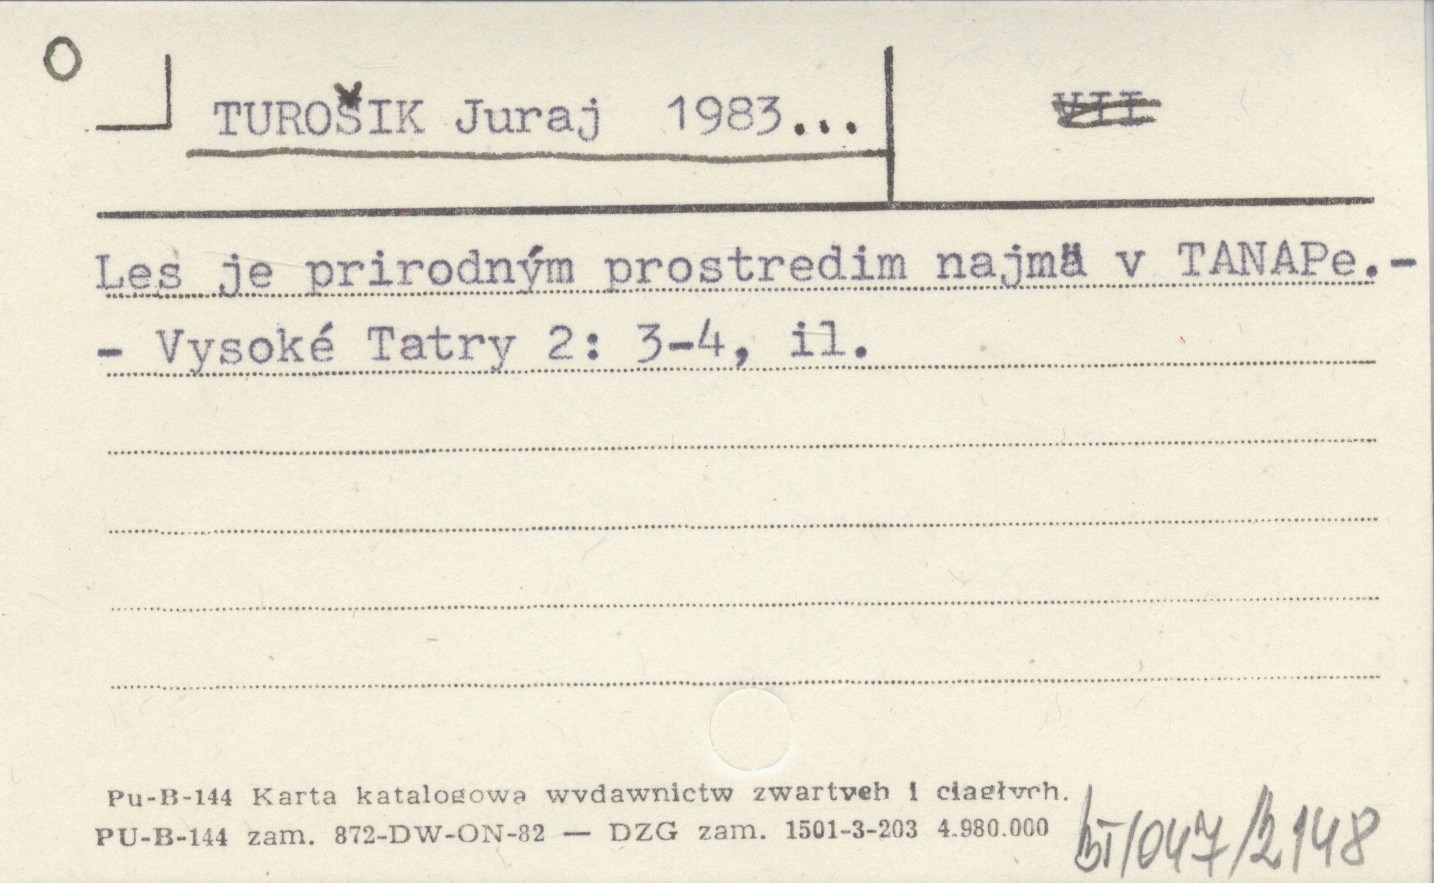 O
TUROŠIK Juraj 1983...
VII
Les je prirodným prostredim najmä v TANAPe.-
- Vysoké Tatry 2: 3-4, il.
Pu-B-144 Karta katalogowa wydawnictw zwartych i ciągłych.
PU-B-144 zam. 872-DW-ON-82 — DZG zam. 1501-3-203 4.980.000
/047/2148